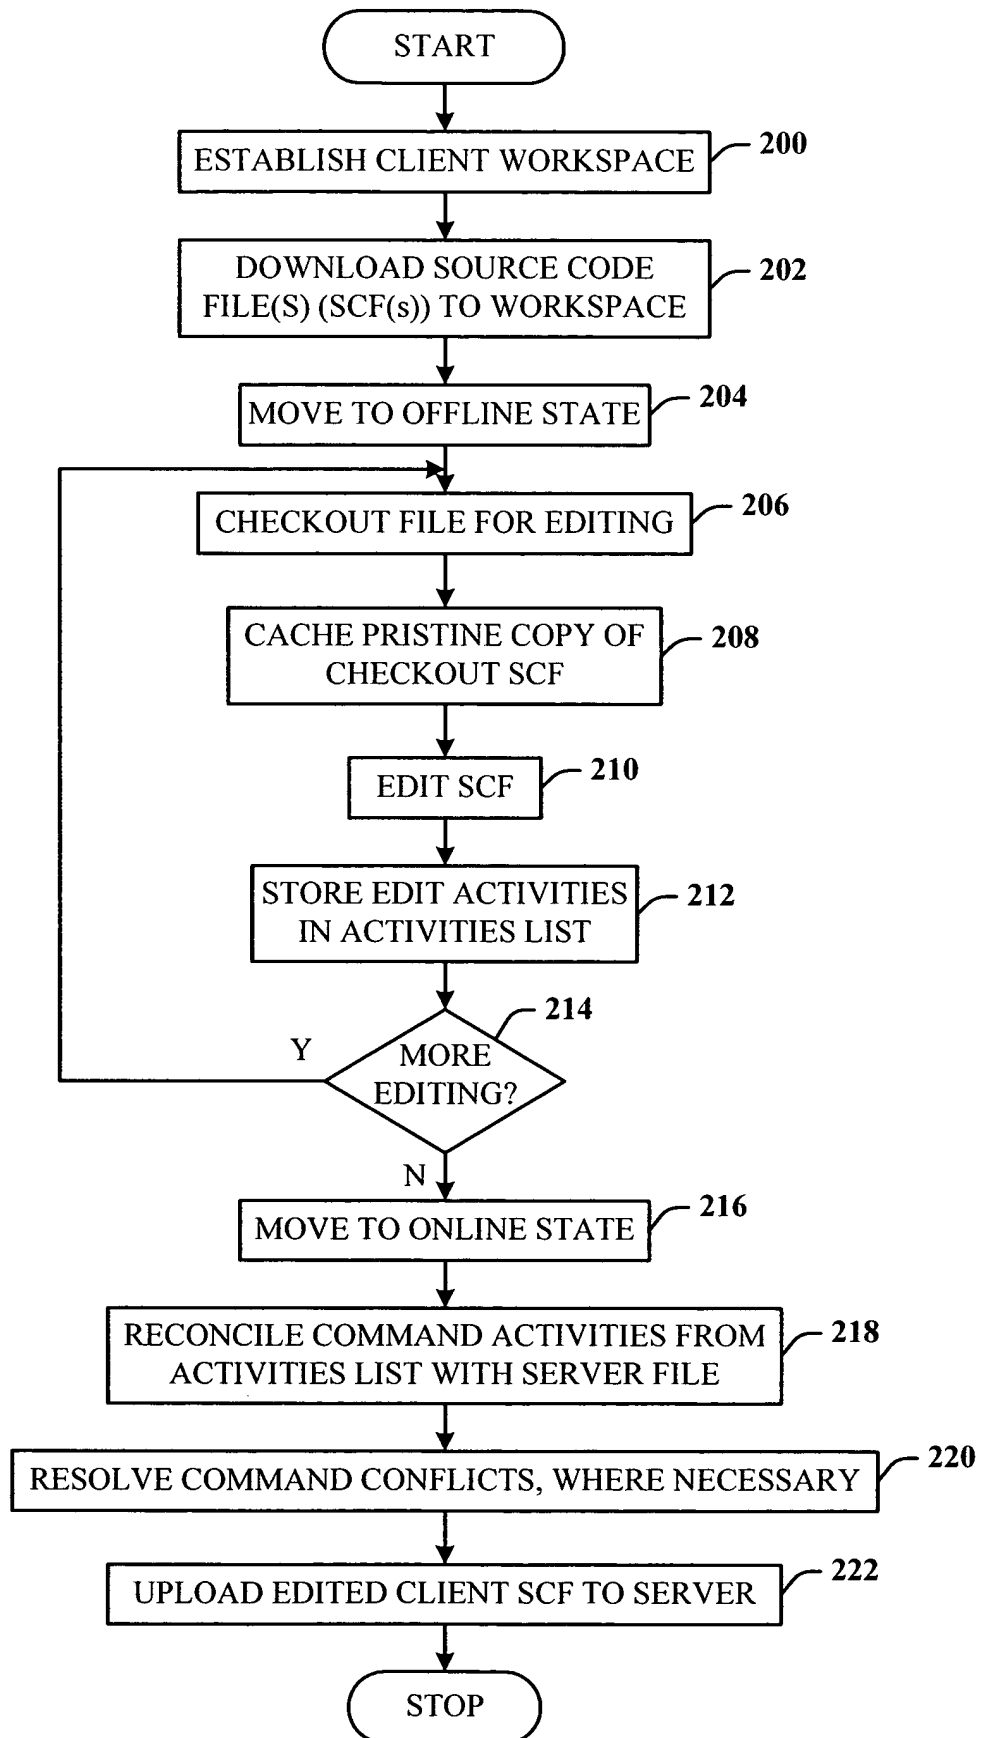 START
ESTABLISH CLIENT WORKSPACE
200
DOWNLOAD SOURCE CODE
FILE(S) (SCF(s)) TO WORKSPACE
202
MOVE TO OFFLINE STATE
204
CHECKOUT FILE FOR EDITING
206
CACHE PRISTINE COPY OF
CHECKOUT SCF
208
EDIT SCF
210
STORE EDIT ACTIVITIES
IN ACTIVITIES LIST
212
MORE
EDITING?
214
Y
N
MOVE TO ONLINE STATE
216
RECONCILE COMMAND ACTIVITIES FROM
ACTIVITIES LIST WITH SERVER FILE
218
RESOLVE COMMAND CONFLICTS, WHERE NECESSARY
220
UPLOAD EDITED CLIENT SCF TO SERVER
222
STOP